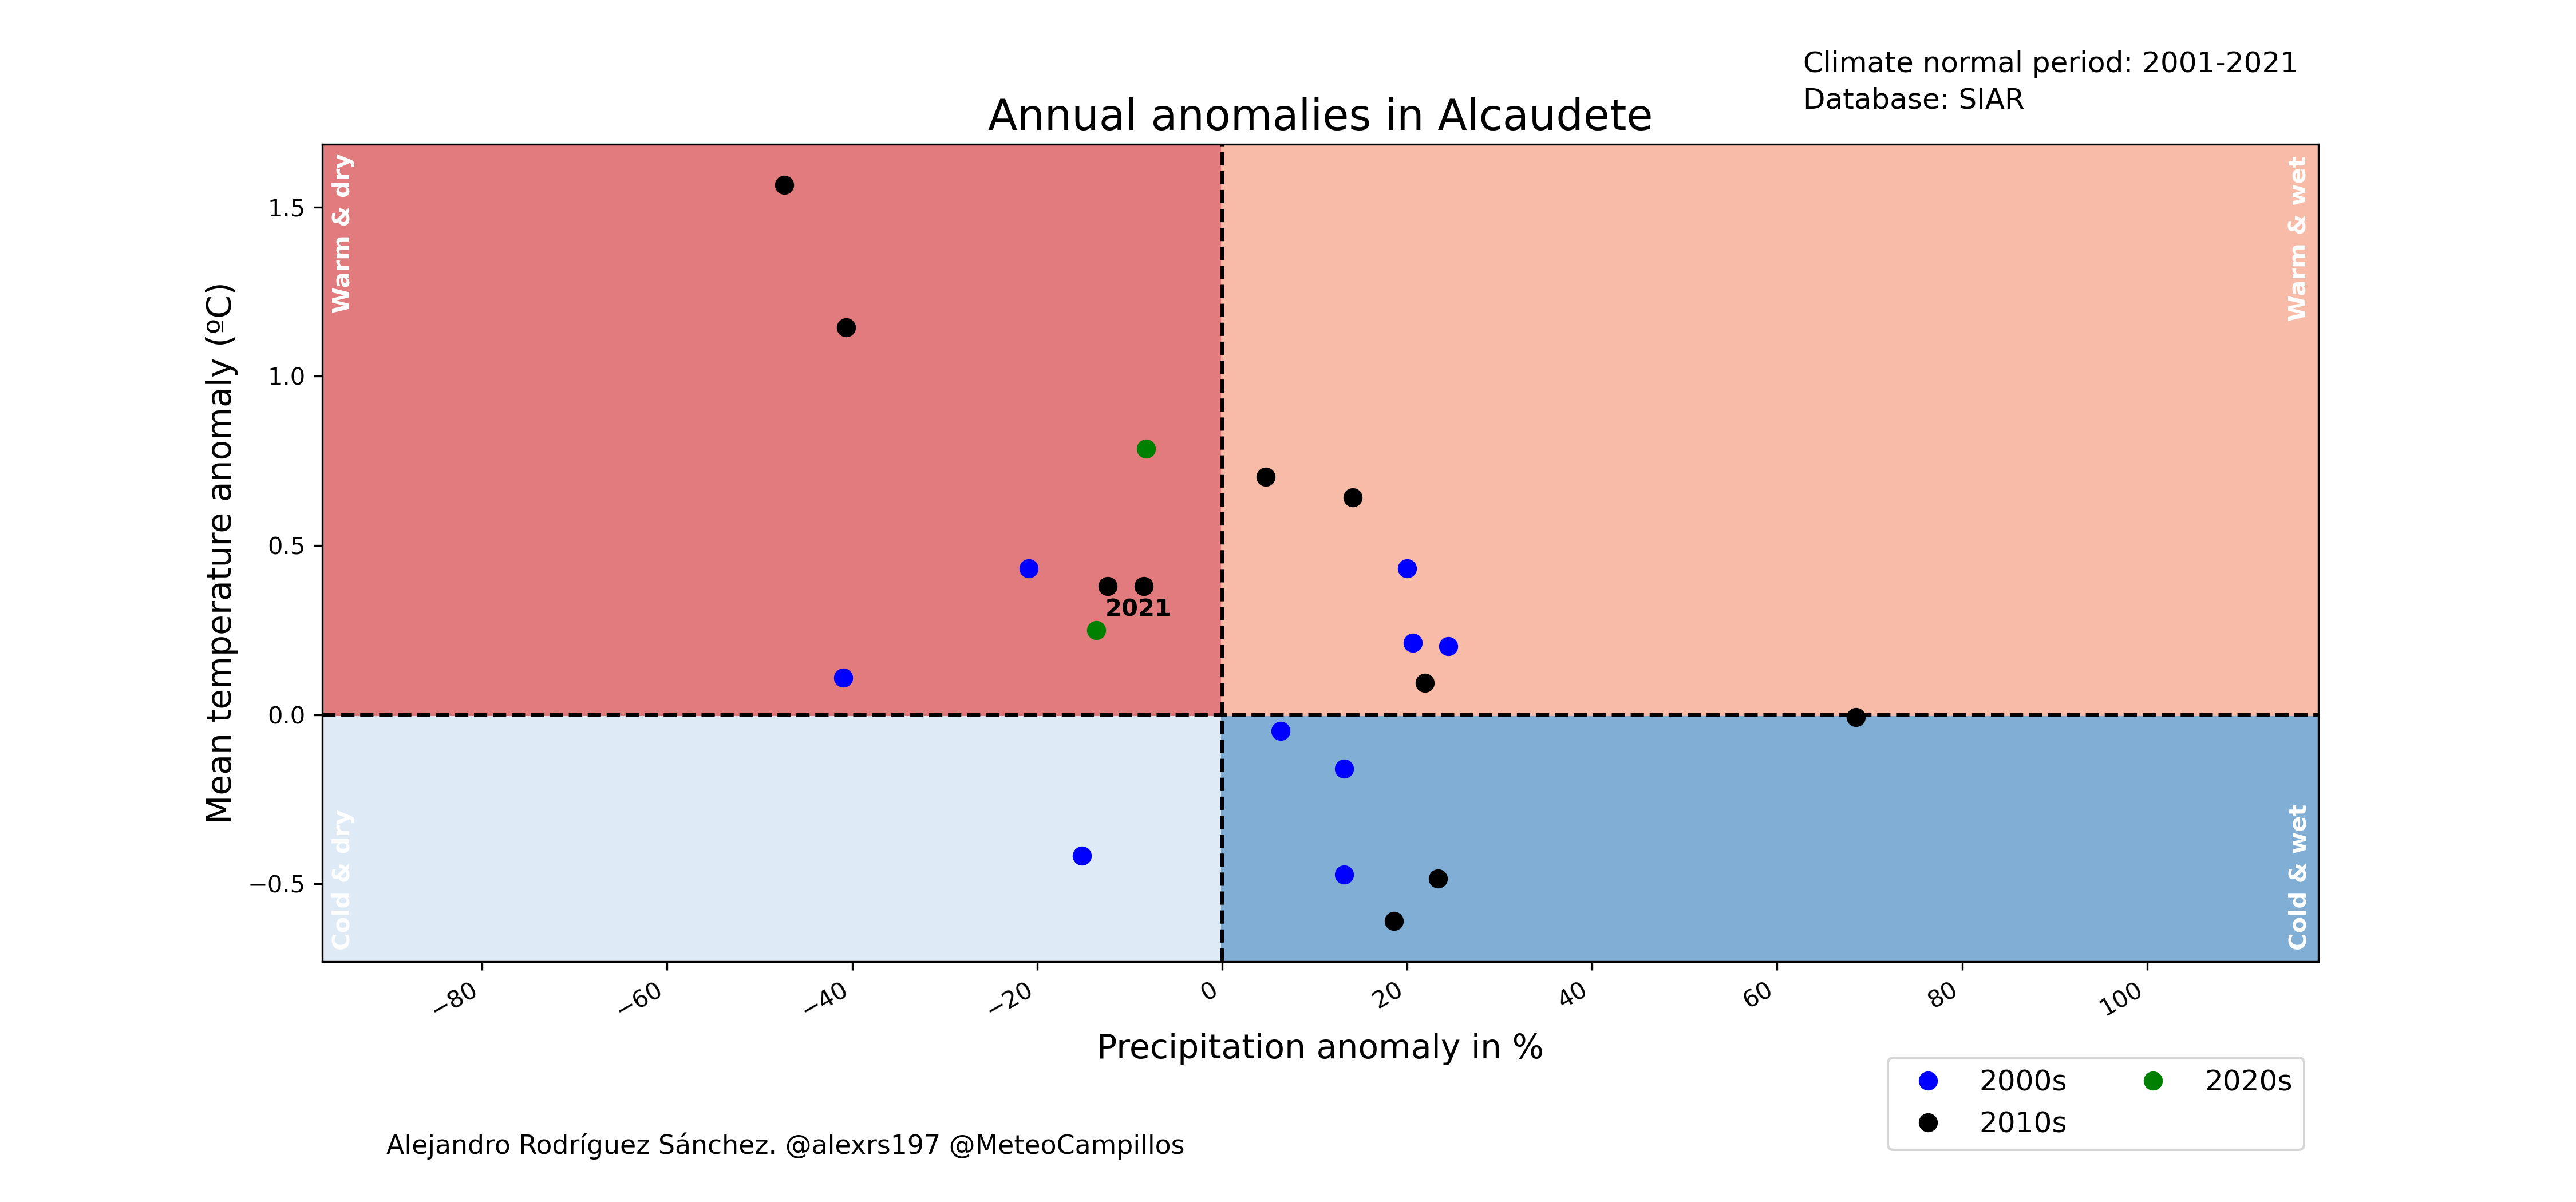 Climate normal period: 2001-2021
Database: SIAR
Annual anomalies in Alcaudete
Warm & dry
Warm & wet
Mean temperature anomaly (ºC)
1.5
1.0
0.5
0.0
−0.5
2021
Cold & dry
Cold & wet
−80
−60
−40
−20
0
20
40
60
80
100
Precipitation anomaly in %
2000s
2020s
2010s
Alejandro Rodríguez Sánchez. @alexrs197 @MeteoCampillos